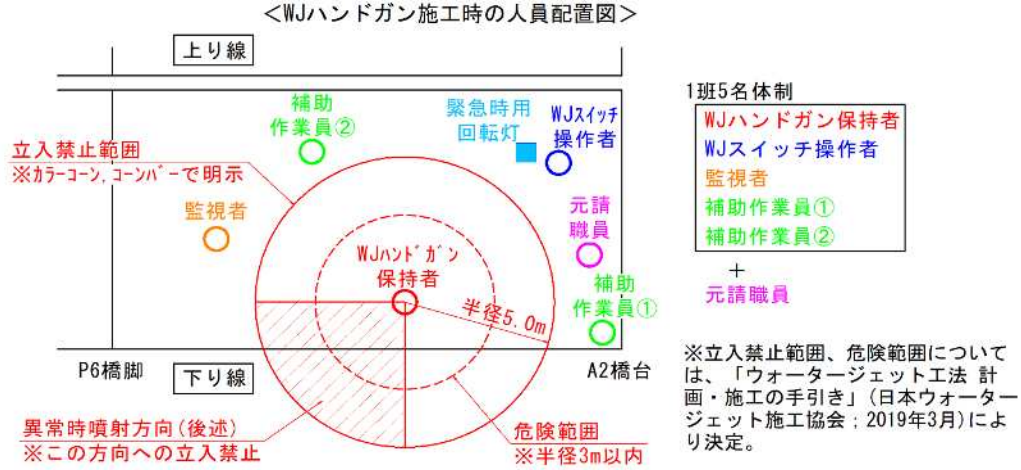 ＜WJハンドガン施工時の人員配置図＞
上り線
補助
作業員②
緊急時用
回転灯
WJスイッチ
操作者
立入禁止範囲
※カラーコーン,コーンバーで明示
監視者
元請
職員
WJハンドガン
保持者
補助
作業員①
半径5.0m
P6橋脚
下り線
A2橋台
異常時噴射方向(後述)
※この方向への立入禁止
危険範囲
※半径3m以内
1班5名体制
WJハンドガン保持者
WJスイッチ操作者
監視者
補助作業員①
補助作業員②
＋
元請職員
※立入禁止範囲、危険範囲について
は、「ウォータージェット工法 計
画・施工の手引き」(日本ウォーター
ジェット施工協会；2019年3月)によ
り決定。